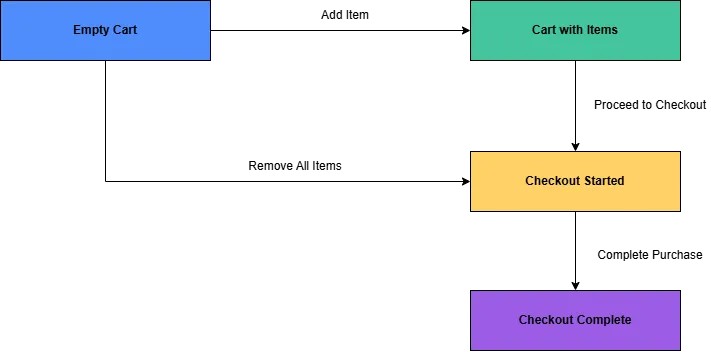 Empty Cart
Add Item
Cart with Items
Proceed to Checkout
Remove All Items
Checkout Started
Complete Purchase
Checkout Complete